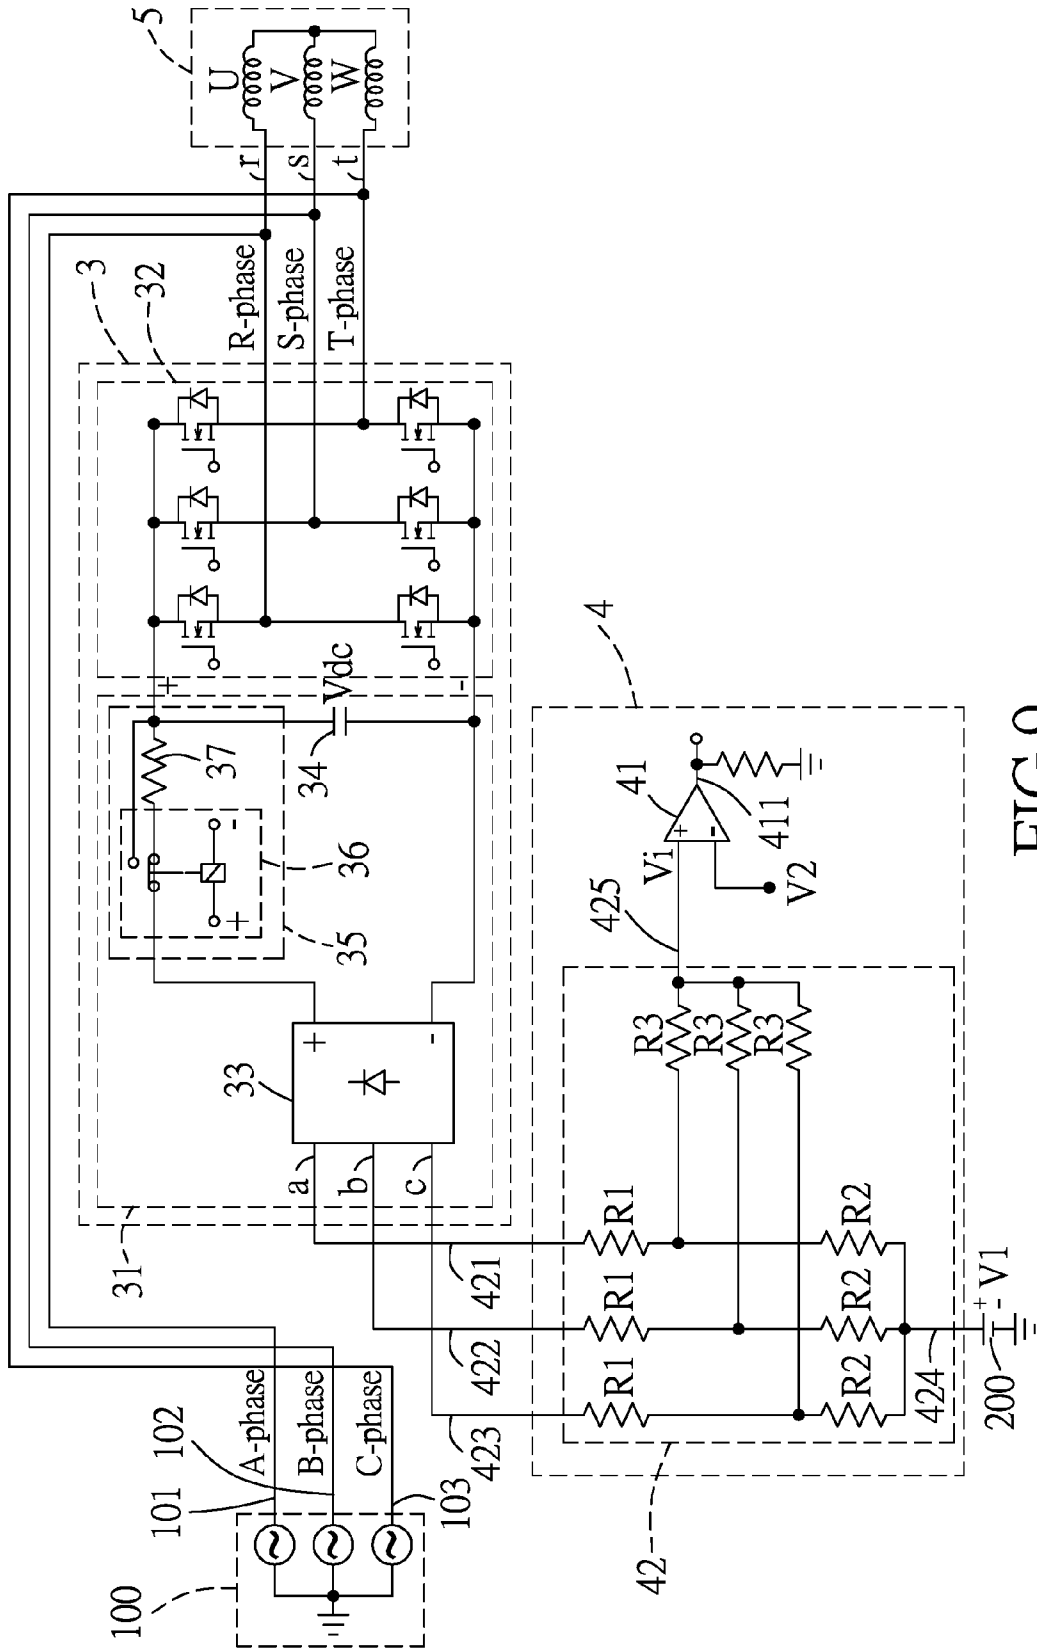 3
5
31
32
100
101
102
A-phase
B-phase
C-phase
103
33
a
b
c
+
-
35
36
37
+
-
34
Vdc
+
-
R-phase
S-phase
T-phase
r
s
t
U
V
W
421
422
423
4
42
R1
R1
R1
R2
R2
R2
R3
R3
R3
424
200
+
-
V1
425
Vi
41
+
-
411
V2